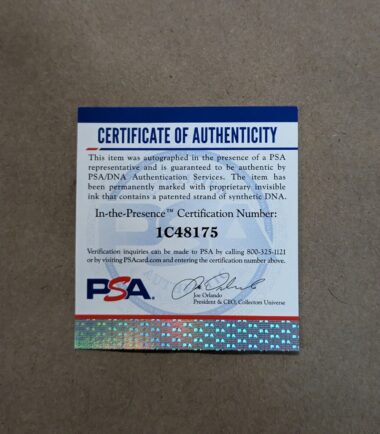 CERTIFICATE OF AUTHENTICITY
This item was autographed in the presence of a PSA
representative and is guaranteed to be authentic by
PSA/DNA Authentication Services. The item has
been permanently marked with proprietary invisible
ink that contains a patented strand of synthetic DNA.
In-the-Presence™ Certification Number:
1C48175
Verification inquiries can be made to PSA by calling 800-325-1121
or by visiting PSAcard.com and entering the certification number above.
PSA.
Joe Orlando
President & CEO, Collectors Universe